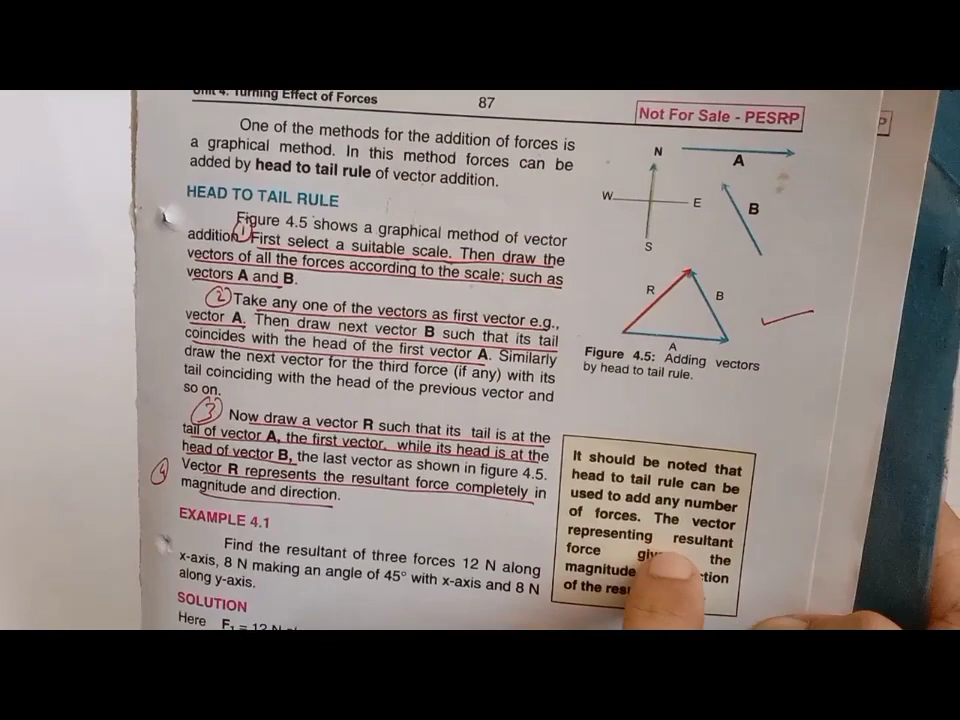 Unit 4: Turning Effect of Forces
87
Not For Sale - PESRP
P
One of the methods for the addition of forces is
a graphical method. In this method forces can be
added by head to tail rule of vector addition.
HEAD TO TAIL RULE
Figure 4.5 shows a graphical method of vector
addition. First select a suitable scale. Then draw the
vectors of all the forces according to the scale; such as
vectors A and B.
Take any one of the vectors as first vector e.g.,
vector A. Then draw next vector B such that its tail
coincides with the head of the first vector A. Similarly
draw the next vector for the third force (if any) with its
tail coinciding with the head of the previous vector and
so on.
Now draw a vector R such that its tail is at the
tail of vector A, the first vector, while its head is at the
head of vector B, the last vector as shown in figure 4.5.
Vector R represents the resultant force completely in
magnitude and direction.
1
2
3
4
EXAMPLE 4.1
Find the resultant of three forces 12 N along
x-axis, 8 N making an angle of 45° with x-axis and 8 N
along y-axis.
SOLUTION
Here F₁ = 12 N
N
W
E
S
A
B
R
B
A
Figure 4.5: Adding vectors
by head to tail rule.
It should be noted that
head to tail rule can be
used to add any number
of forces. The vector
representing resultant
force the
magnitude
of the